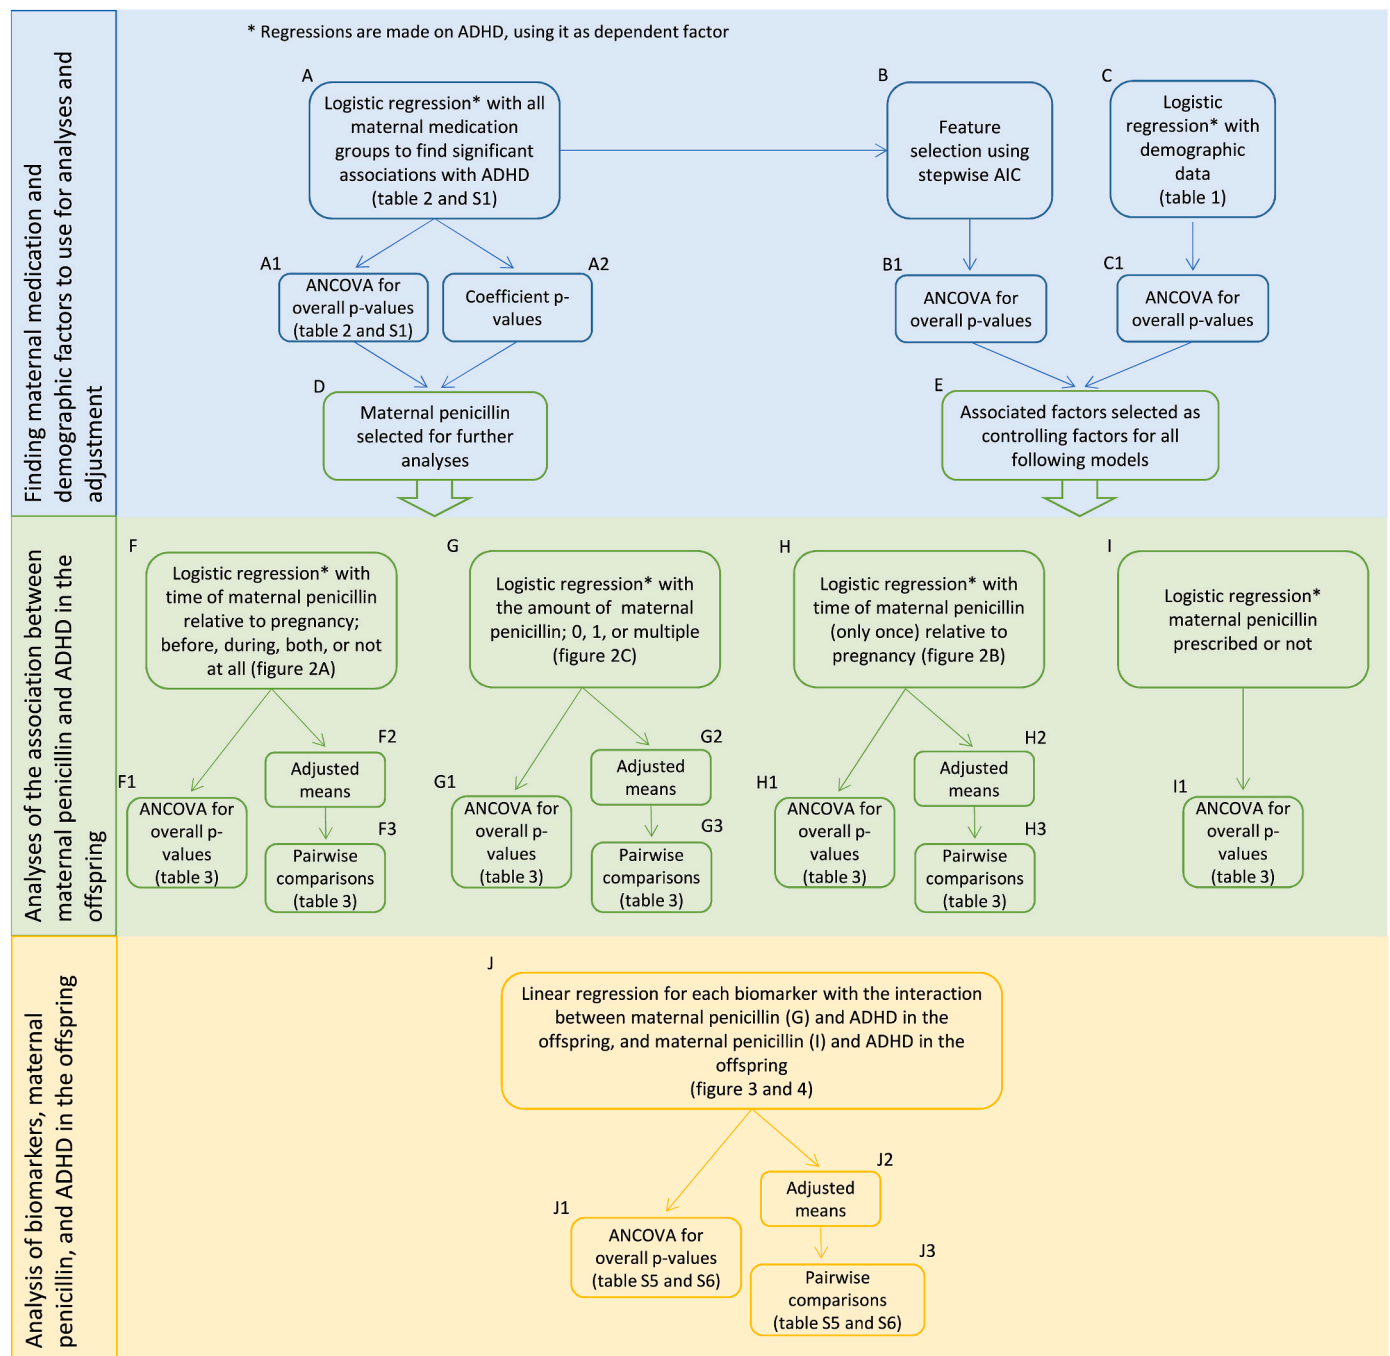 Finding maternal medication and
demographic factors to use for analyses and
adjustment
* Regressions are made on ADHD, using it as dependent factor
A
Logistic regression* with all
maternal medication
groups to find significant
associations with ADHD
(table 2 and S1)
B
Feature
selection using
stepwise AIC
C
Logistic
regression* with
demographic
data
(table 1)
A1
ANCOVA for
overall p-values
(table 2 and S1)
A2
Coefficient p-
values
B1
ANCOVA for
overall p-values
C1
ANCOVA for
overall p-values
D
Maternal penicillin
selected for further
analyses
E
Associated factors selected as
controlling factors for all
following models
Analyses of the association between
maternal penicillin and ADHD in the
offspring
F
Logistic regression* with
time of maternal penicillin
relative to pregnancy;
before, during, both, or not
at all (figure 2A)
G
Logistic regression* with
the amount of maternal
penicillin; 0, 1, or multiple
(figure 2C)
H
Logistic regression* with
time of maternal penicillin
(only once) relative to
pregnancy (figure 2B)
I
Logistic regression*
maternal penicillin
prescribed or not
F1
ANCOVA for
overall p-
values
(table 3)
F2
Adjusted
means
F3
Pairwise
comparisons
(table 3)
G1
ANCOVA for
overall p-
values
(table 3)
G2
Adjusted
means
G3
Pairwise
comparisons
(table 3)
H1
ANCOVA for
overall p-
values
(table 3)
H2
Adjusted
means
H3
Pairwise
comparisons
(table 3)
I1
ANCOVA for
overall p-
values
(table 3)
Analysis of biomarkers, maternal
penicillin, and ADHD in the offspring
J
Linear regression for each biomarker with the interaction
between maternal penicillin (G) and ADHD in the
offspring, and maternal penicillin (I) and ADHD in the
offspring
(figure 3 and 4)
J1
ANCOVA for
overall p-values
(table S5 and S6)
J2
Adjusted
means
J3
Pairwise
comparisons
(table S5 and S6)